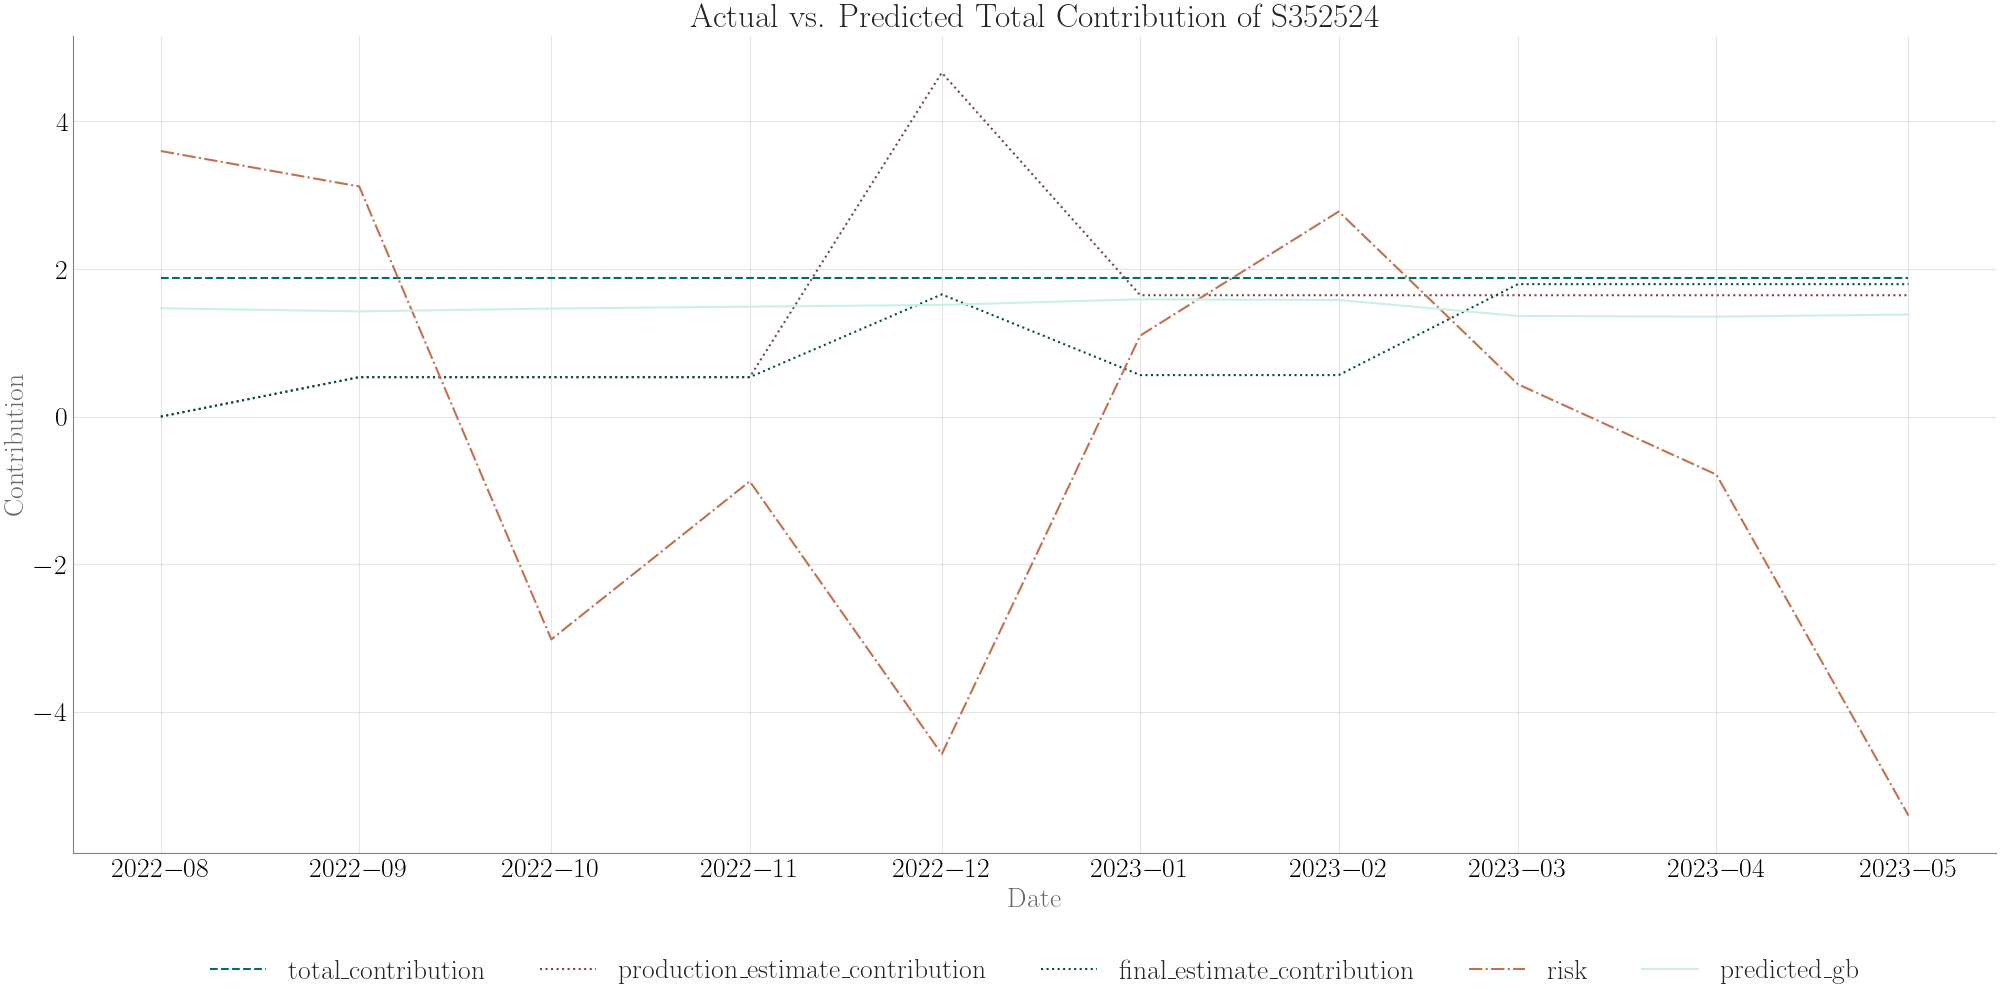 Actual vs. Predicted Total Contribution of S352524
4
2
0
−2
−4
Contribution
2022−08 2022−09 2022−10 2022−11 2022−12 2023−01 2023−02 2023−03 2023−04 2023−05
Date
total_contribution production_estimate_contribution final_estimate_contribution risk predicted_gb